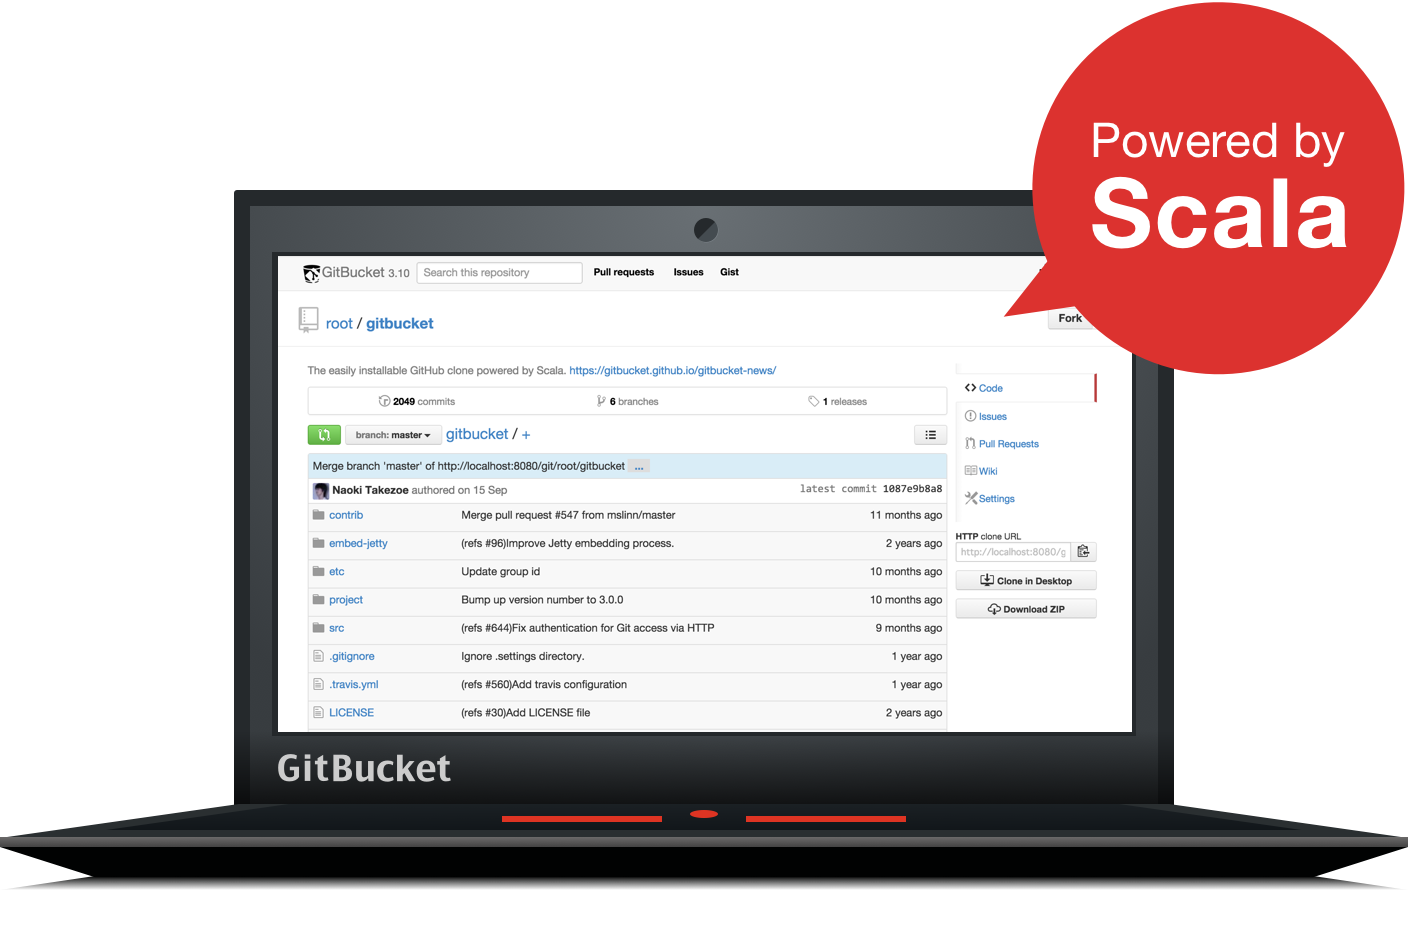 Powered by
Scala
GitBucket 3.10 Search this repository Pull requests Issues Gist
root / gitbucket
Fork
The easily installable GitHub clone powered by Scala. https://gitbucket.github.io/gitbucket-news/
2049 commits 6 branches 1 releases
branch: master gitbucket / +
Merge branch 'master' of http://localhost:8080/git/root/gitbucket ...
Naoki Takezoe authored on 15 Sep latest commit 1087e9b8a8
contrib Merge pull request #547 from mslinn/master 11 months ago
embed-jetty (refs #96)Improve Jetty embedding process. 2 years ago
etc Update group id 10 months ago
project Bump up version number to 3.0.0 10 months ago
src (refs #644)Fix authentication for Git access via HTTP 9 months ago
.gitignore Ignore .settings directory. 1 year ago
.travis.yml (refs #560)Add travis configuration 1 year ago
LICENSE (refs #30)Add LICENSE file 2 years ago
Code
Issues
Pull Requests
Wiki
Settings
HTTP clone URL
http://localhost:8080/g
Clone in Desktop
Download ZIP
GitBucket